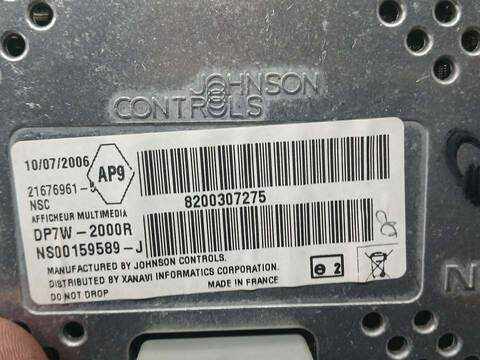 JOHNSON
CONTROLS
10/07/2006
AP9
21676961-
NSC
8200307275
AFFICHEUR MULTIMEDIA
DP7W-2000R
NS00159589-J
MANUFACTURED BY JOHNSON CONTROLS.
DISTRIBUTED BY XANAVI INFORMATICS CORPORATION.
DO NOT DROP
MADE IN FRANCE
e 2
N